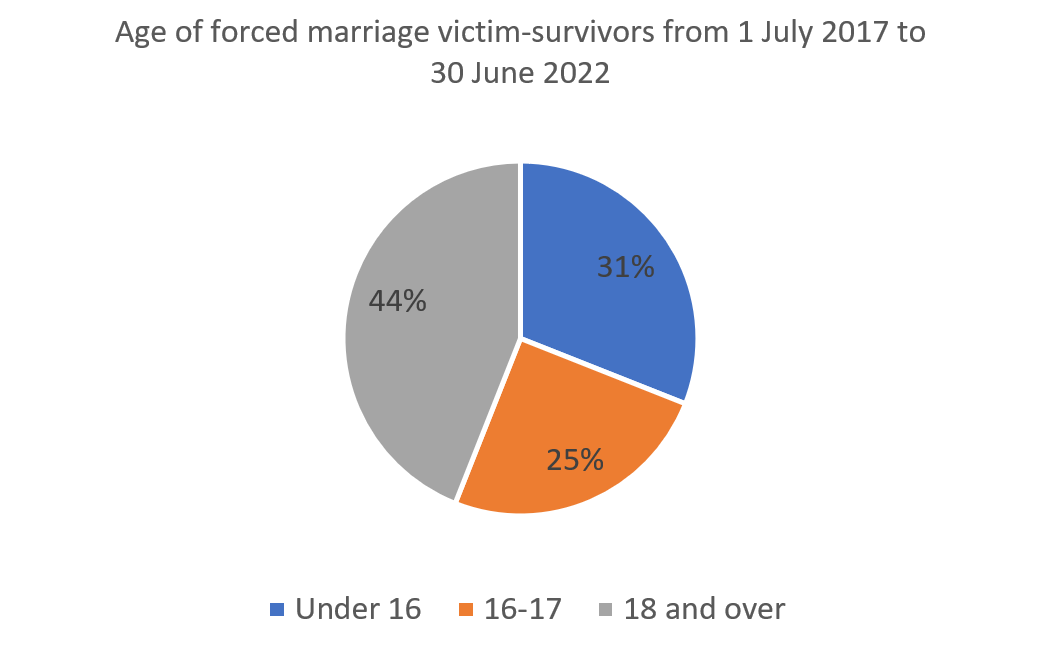 Age of forced marriage victim-survivors from 1 July 2017 to
30 June 2022
31%
44%
25%
Under 16
16-17
18 and over